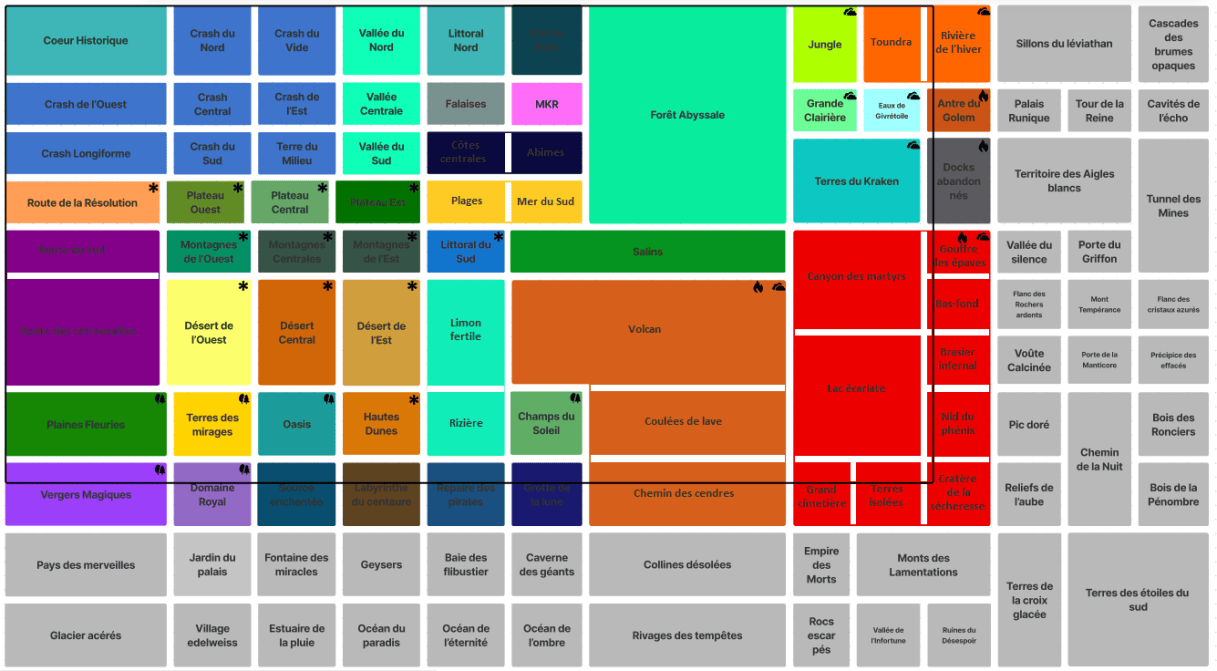 Coeur Historique
Crash du
Nord
Crash du
Vide
Vallée du
Nord
Littoral
Nord
Jungle
Toundra
Rivière
de l'hiver
Sillons du léviathan
Cascades
des
brumes
opaques
Crash de l'Ouest
Crash
Central
Crash de
l'Est
Vallée
Centrale
Falaises
MKR
Forêt Abyssale
Grande
Clairière
Eaux de
Givrétoile
Antre du
Golem
Palais
Runique
Tour de la
Reine
Cavités de
l'écho
Crash Longiforme
Crash du
Sud
Terre du
Milieu
Vallée du
Sud
Côtes
centrales
Abimes
Terres du Kraken
Docks
abandon
nés
Territoire des Aigles
blancs
Tunnel des
Mines
Route de la Résolution
Plateau
Ouest
Plateau
Central
Plateau Est
Plages
Mer du Sud
Route du Sud
Montagnes
de l'Ouest
Montagnes
Centrales
Montagnes
de l'Est
Littoral du
Sud
Salins
Canyon des martyrs
Gouffre
des épaves
Vallée du
silence
Porte du
Griffon
Désert de
l'Ouest
Désert
Central
Désert de
l'Est
Limon
fertile
Volcan
Bas-fond
Flanc des
Rochers
ardents
Mont
Tempérance
Flanc des
cristaux azurés
Lac écarlate
Brasier
infernal
Voûte
Calcinée
Porte de la
Manticore
Précipice des
effacés
Plaines Fleuries
Terres des
mirages
Oasis
Hautes
Dunes
Rizière
Champs du
Soleil
Coulées de lave
Nid du
phénix
Pic doré
Chemin
de la Nuit
Bois des
Ronciers
Vergers Magiques
Domaine
Royal
Source
enchantée
Labyrinthe
du centaure
Repaire des
pirates
Grotte de
la lune
Chemin des cendres
Grand
cimetière
Terres
isolées
Cratère
de la
sécheresse
Reliefs de
l'aube
Bois de la
Pénombre
Pays des merveilles
Jardin du
palais
Fontaine des
miracles
Geysers
Baie des
flibustier
Caverne
des géants
Collines désolées
Empire
des
Morts
Monts des
Lamentations
Terres de
la croix
glacée
Terres des étoiles du
sud
Glacier acérés
Village
edelweiss
Estuaire de
la pluie
Océan du
paradis
Océan de
l'éternité
Océan de
l'ombre
Rivages des tempêtes
Rocs
escar
pés
Vallée de
l'Infortune
Ruines du
Désespoir